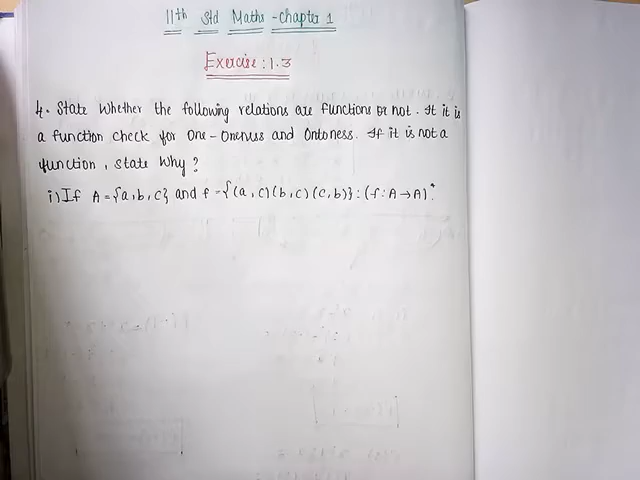 11th Std Maths - chapter 1
Exercise : 1.3
4. State Whether the following relations are functions or not. If it is
a function check for One-Oneness and Ontoness. If it is not a
function, state Why?
i) If A = {a, b, c} and f = {(a, c) (b, c) (c, b)} : (f : A → A).